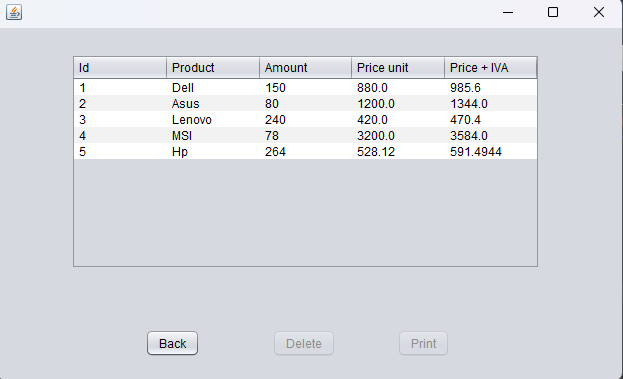 Id Product Amount Price unit Price + IVA
1 Dell 150 880.0 985.6
2 Asus 80 1200.0 1344.0
3 Lenovo 240 420.0 470.4
4 MSI 78 3200.0 3584.0
5 Hp 264 528.12 591.4944
Back Delete Print